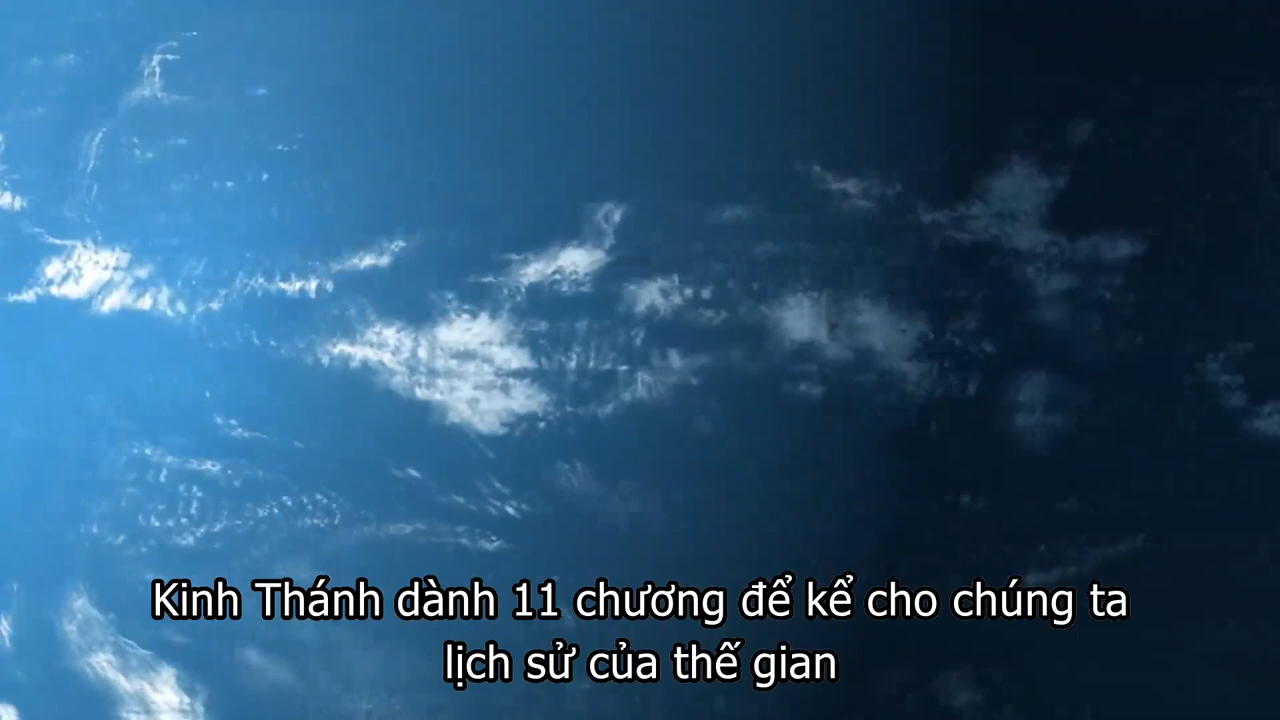 Kinh Thánh dành 11 chương để kể cho chúng ta
lịch sử của thế gian